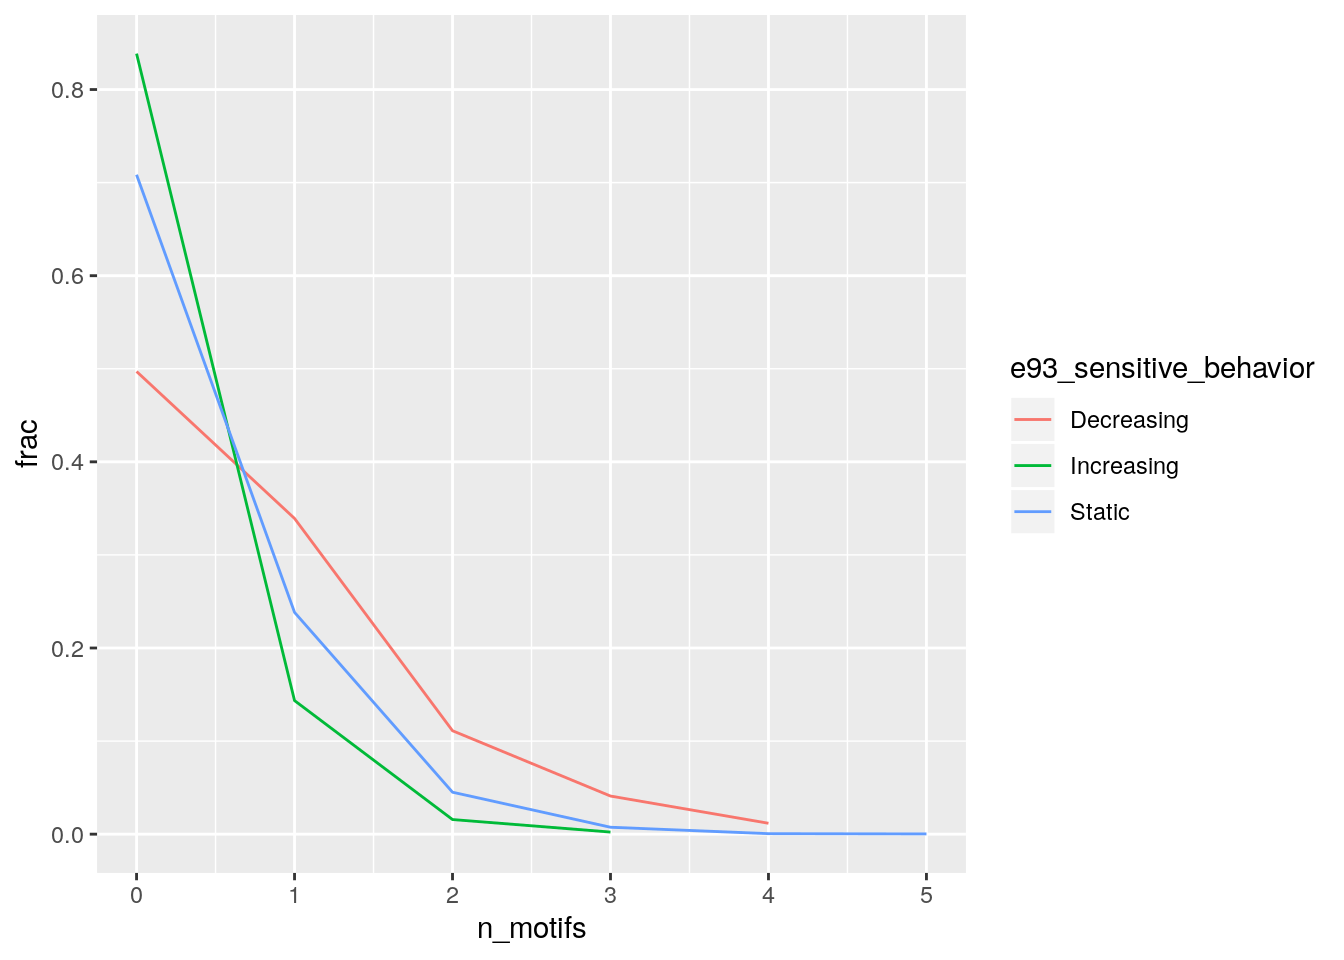 0.8
0.6
0.4
0.2
0.0
frac
0 1 2 3 4 5
n_motifs
e93_sensitive_behavior
Decreasing
Increasing
Static